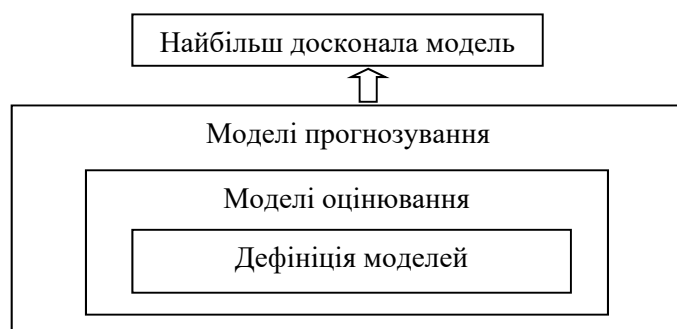 Найбільш досконала модель
Моделі прогнозування
Моделі оцінювання
Дефініція моделей